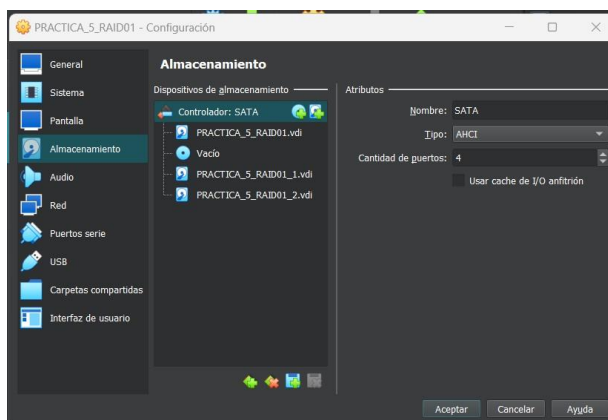 PRACTICA_5_RAID01 - Configuración
General
Sistema
Pantalla
Almacenamiento
Audio
Red
Puertos serie
USB
Carpetas compartidas
Interfaz de usuario
Almacenamiento
Dispositivos de almacenamiento
Controlador: SATA
PRACTICA_5_RAID01.vdi
Vacío
PRACTICA_5_RAID01_1.vdi
PRACTICA_5_RAID01_2.vdi
Atributos
Nombre: SATA
Tipo: AHCI
Cantidad de puertos: 4
Usar cache de I/O anfitrión
Aceptar Cancelar Ayuda